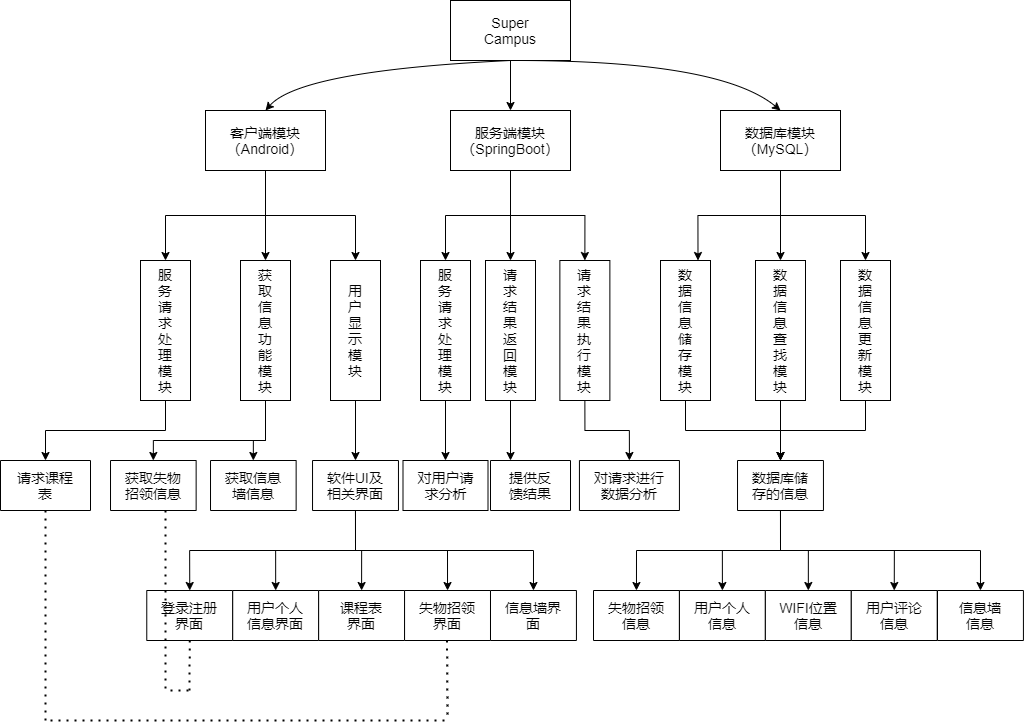 Super
Campus
客户端模块
（Android）
服务端模块
（SpringBoot）
数据库模块
（MySQL）
服务请求处理模块
获取信息功能模块
用户显示模块
服务请求处理模块
请求结果返回模块
请求结果执行模块
数据信息储存模块
数据信息查找模块
数据信息更新模块
请求课程
表
获取失物
招领信息
获取信息
墙信息
软件UI及
相关界面
对用户请
求分析
提供反
馈结果
对请求进行
数据分析
数据库储
存的信息
登录注册
界面
用户个人
信息界面
课程表
界面
失物招领
界面
信息墙界
面
失物招领
信息
用户个人
信息
WIFI位置
信息
用户评论
信息
信息墙
信息